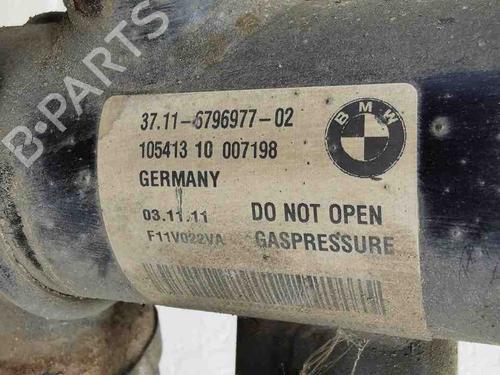 B-PARTS
37.11-6796977-02
105413 10 007198
GERMANY
BMW
03.11.11 DO NOT OPEN
F11V022VA GASPRESSURE